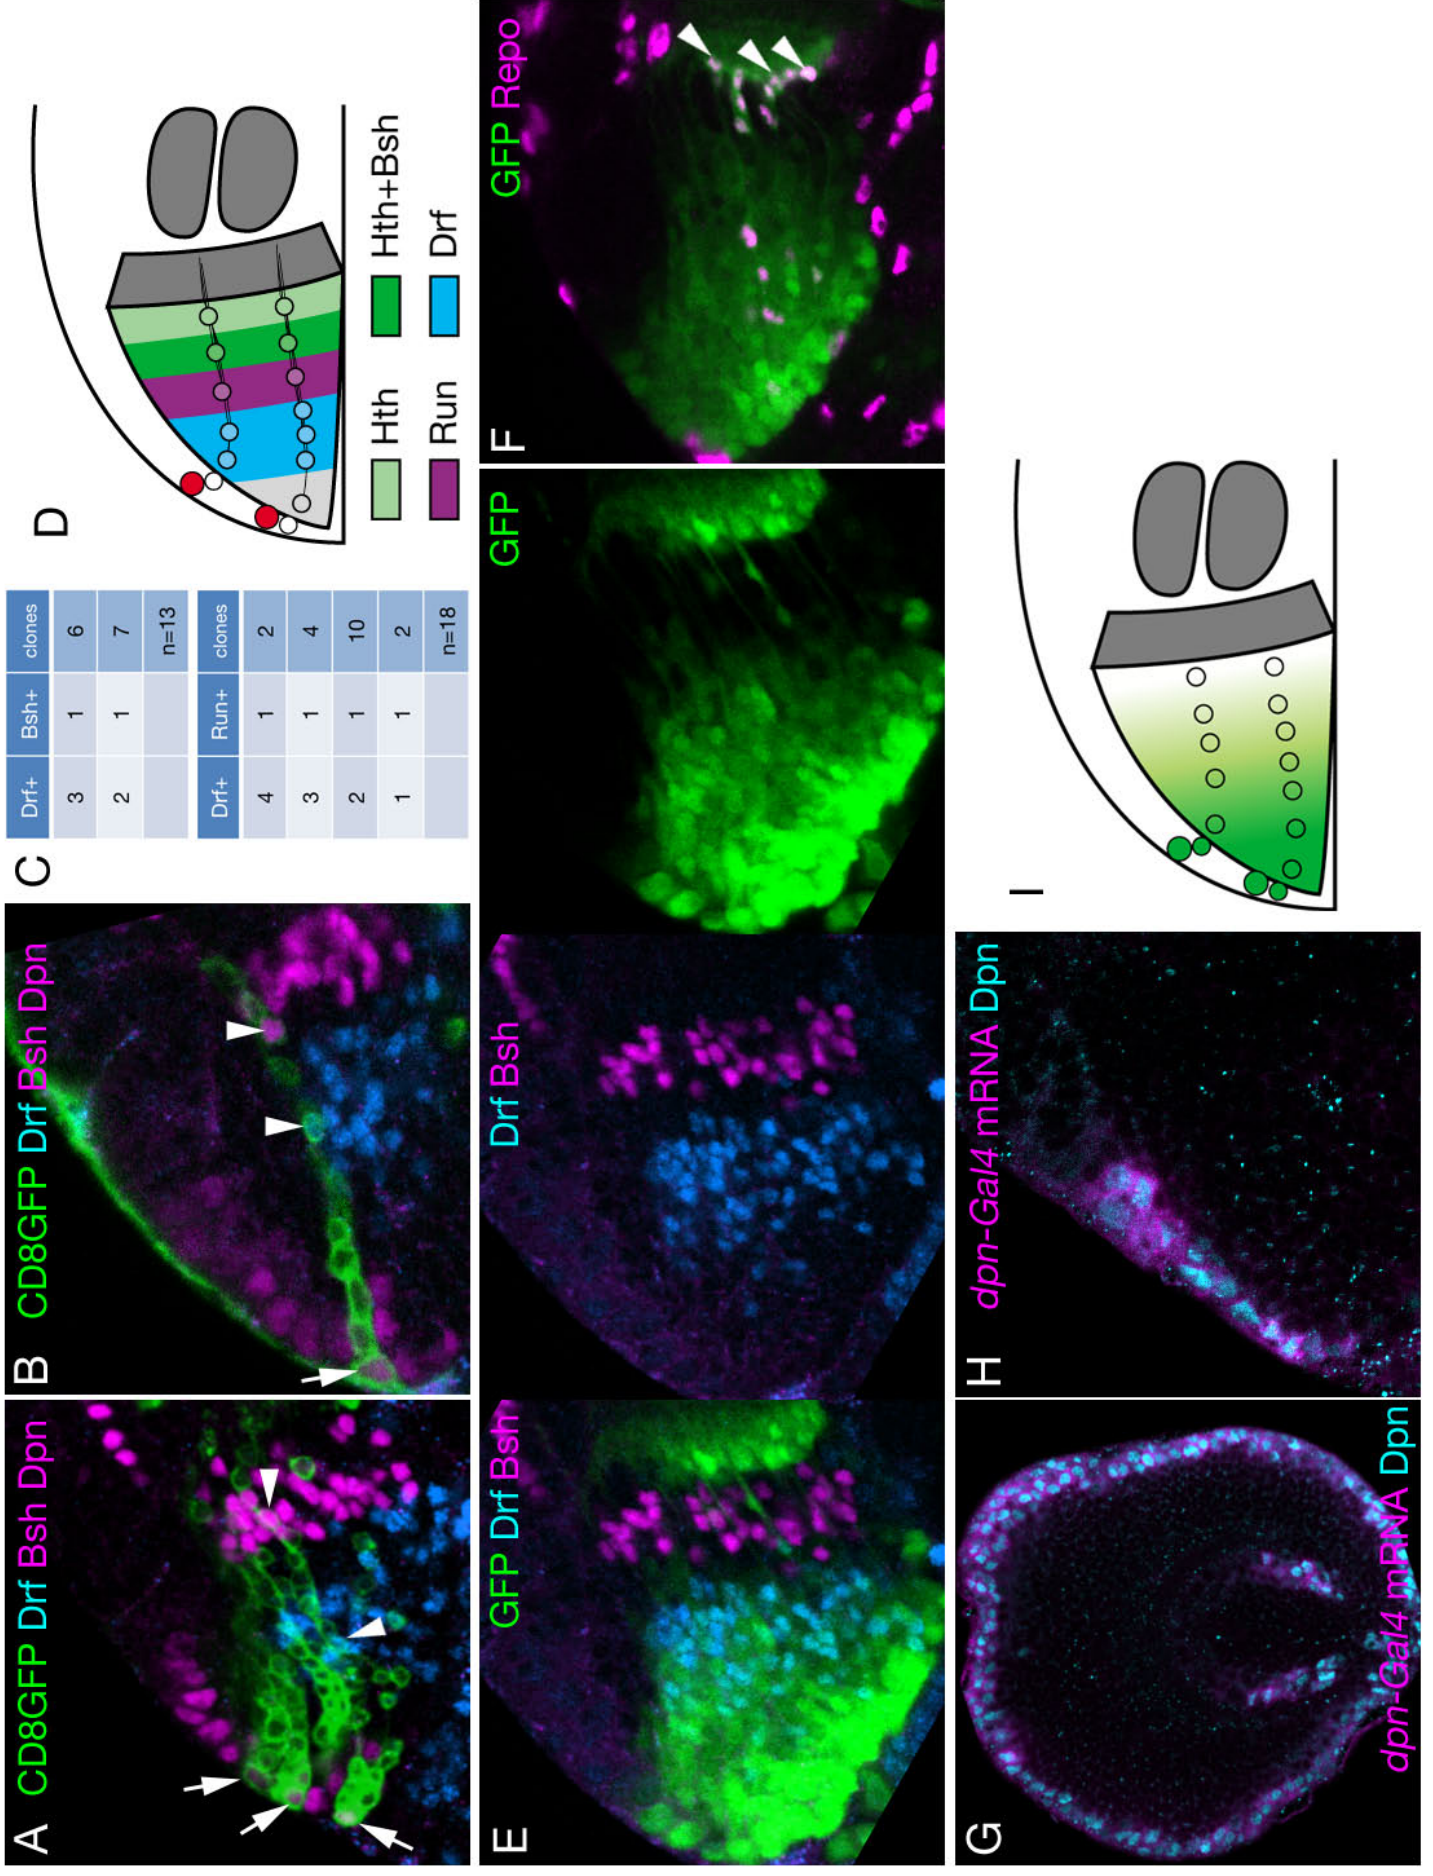 A
CD8GFP Drf Bsh Dpn
B
CD8GFP Drf Bsh Dpn
C
Drf+ Bsh+ clones
3 1 6
2 1 7
n=13
Drf+ Run+ clones
4 1 2
3 1 4
2 1 10
1 1 2
n=18
D
Hth Hth+Bsh
Run Drf
E
GFP Drf Bsh
Drf Bsh
GFP
F
GFP Repo
G
dpn-Gal4 mRNA Dpn
H
dpn-Gal4 mRNA Dpn
I